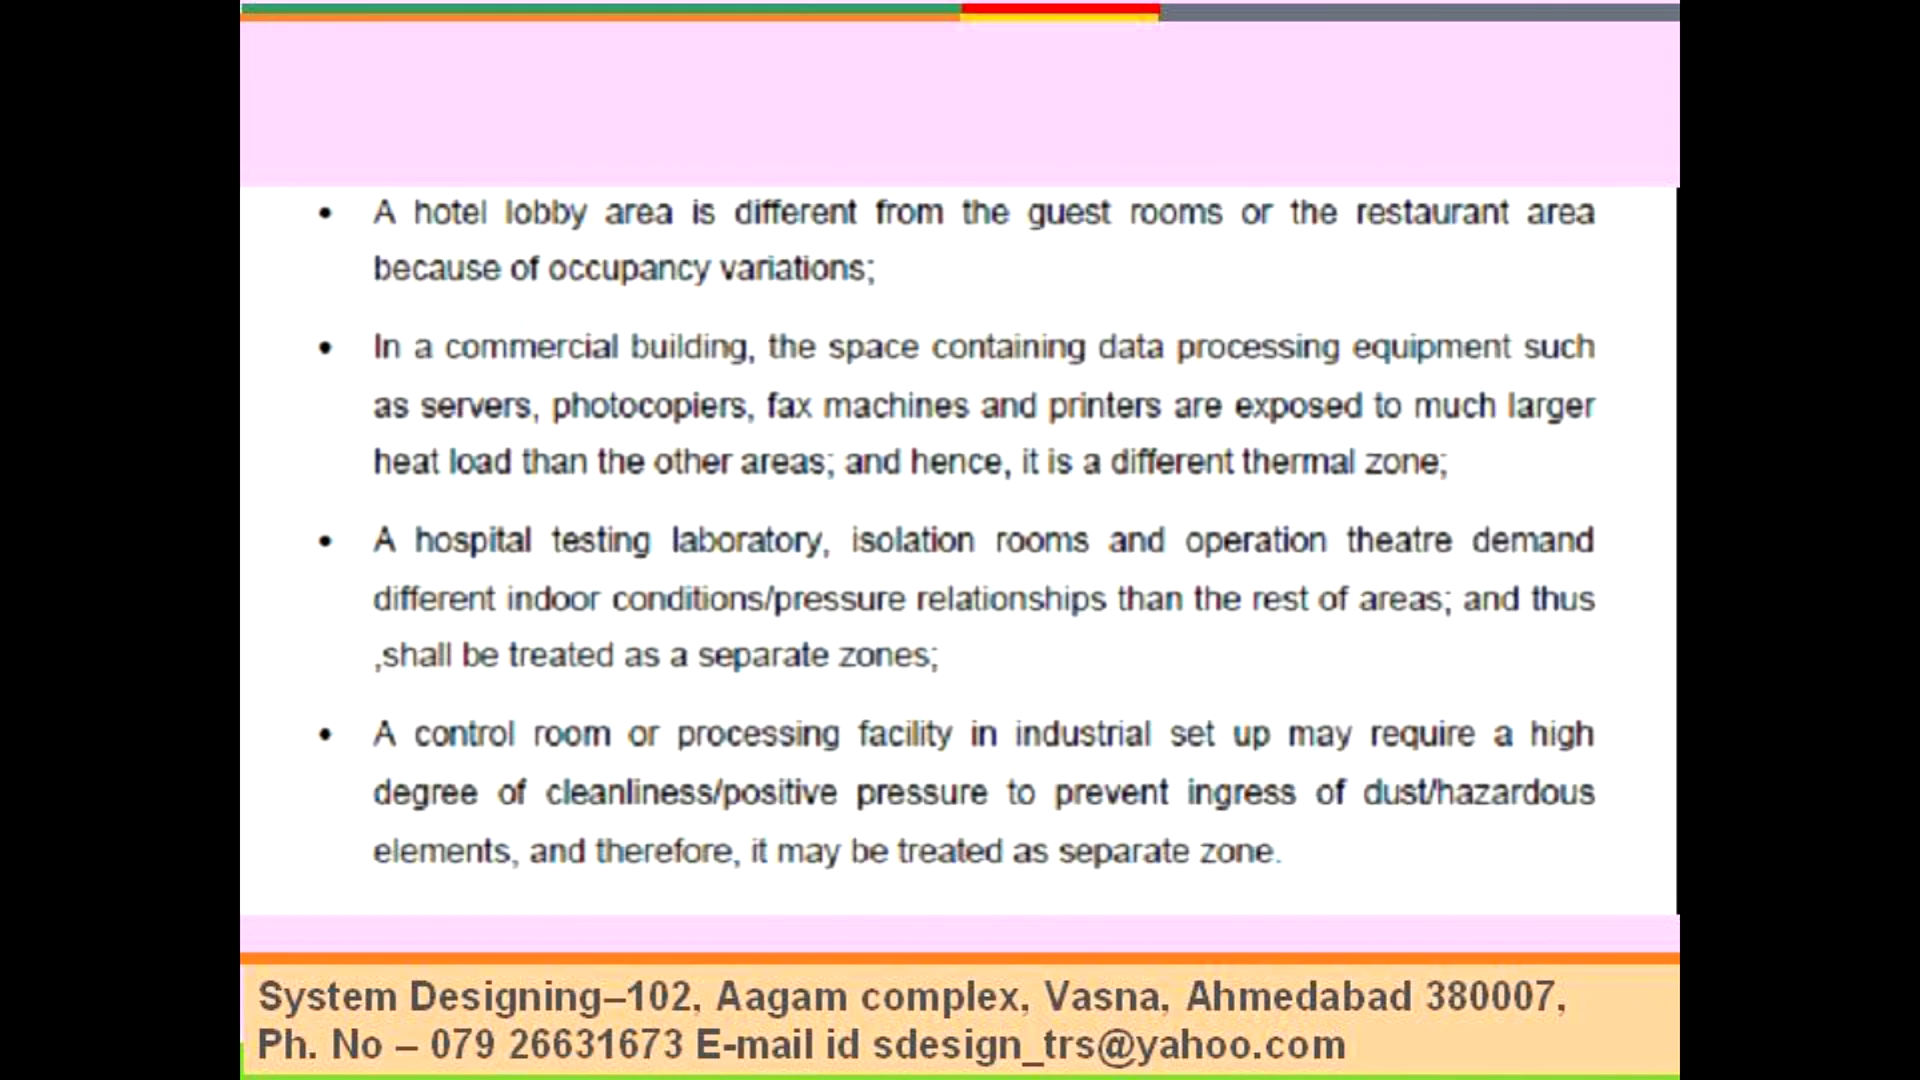 • A hotel lobby area is different from the guest rooms or the restaurant area
because of occupancy variations;
• In a commercial building, the space containing data processing equipment such
as servers, photocopiers, fax machines and printers are exposed to much larger
heat load than the other areas; and hence, it is a different thermal zone;
• A hospital testing laboratory, isolation rooms and operation theatre demand
different indoor conditions/pressure relationships than the rest of areas; and thus
,shall be treated as a separate zones;
• A control room or processing facility in industrial set up may require a high
degree of cleanliness/positive pressure to prevent ingress of dust/hazardous
elements, and therefore, it may be treated as separate zone.
System Designing–102, Aagam complex, Vasna, Ahmedabad 380007,
Ph. No – 079 26631673 E-mail id sdesign_trs@yahoo.com